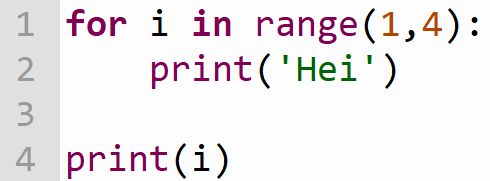 1 for i in range(1,4):
2     print('Hei')
3
4 print(i)